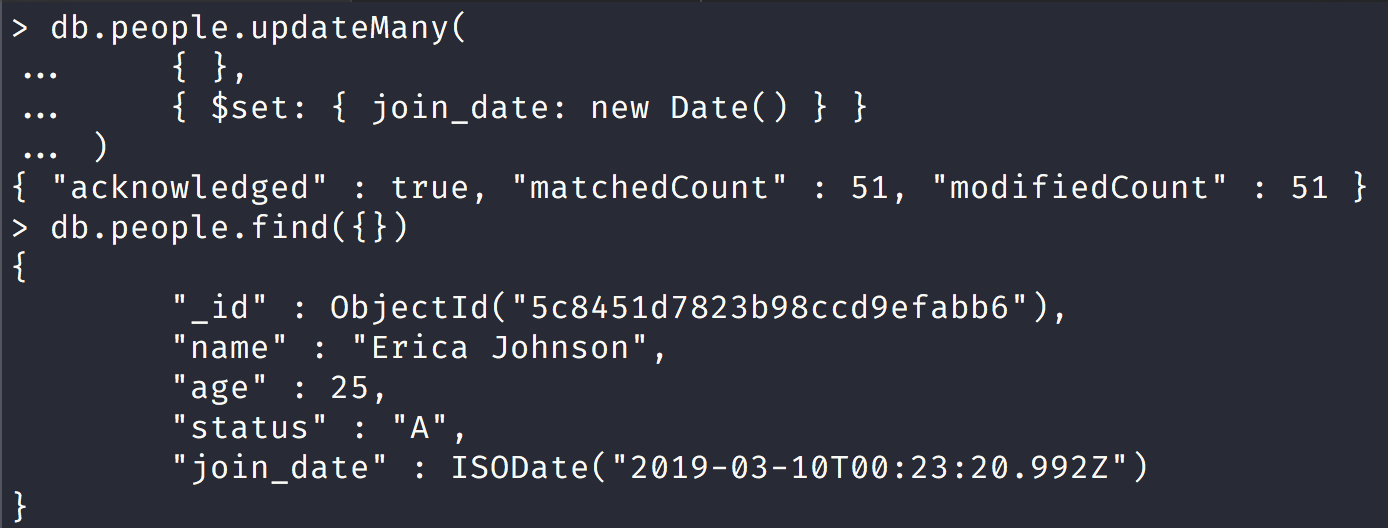 > db.people.updateMany(
...     { },
...     { $set: { join_date: new Date() } }
... )
{ "acknowledged" : true, "matchedCount" : 51, "modifiedCount" : 51 }
> db.people.find({})
{
        "_id" : ObjectId("5c8451d7823b98ccd9efabb6"),
        "name" : "Erica Johnson",
        "age" : 25,
        "status" : "A",
        "join_date" : ISODate("2019-03-10T00:23:20.992Z")
}